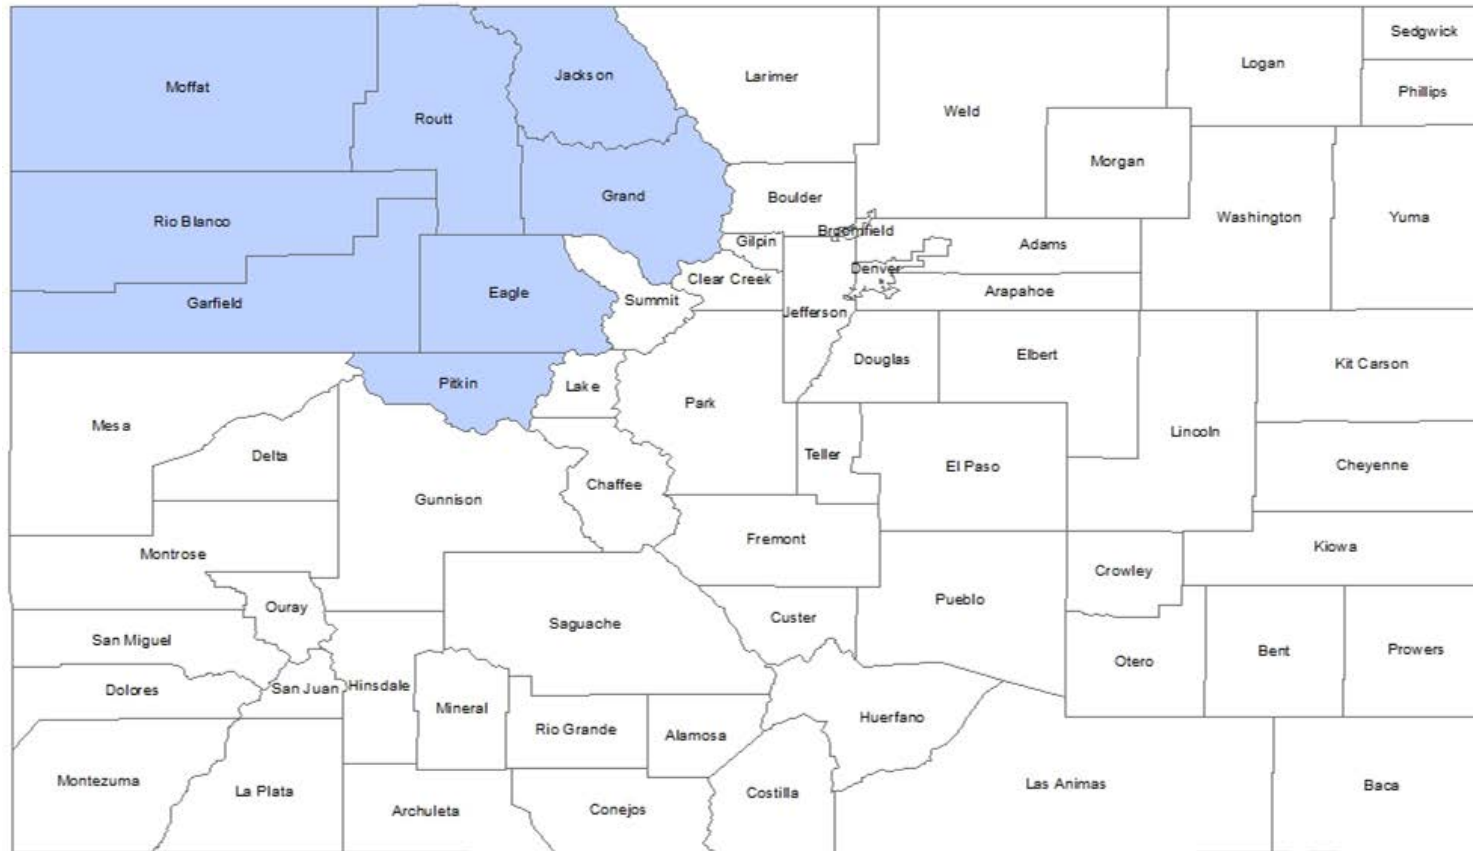 Sedgwick
Logan
Jackson
Larimer
Moffat
Phillips
Weld
Routt
Morgan
Grand
Boulder
Rio Blanco
Washington
Yuma
Broomfield
Gilpin
Adams
Denver
Clear Creek
Eagle
Arapahoe
Summit
Garfield
Jefferson
Elbert
Douglas
Kit Carson
Pitkin
Lake
Park
Mesa
Lincoln
Delta
Teller
El Paso
Cheyenne
Chaffee
Gunnison
Fremont
Kiowa
Montrose
Crowley
Pueblo
Ouray
Custer
Saguache
San Miguel
Bent
Prowers
Otero
Hinsdale
San Juan
Dolores
Mineral
Huerfano
Rio Grande
Alamosa
Montezuma
Las Animas
Baca
La Plata
Costilla
Conejos
Archuleta